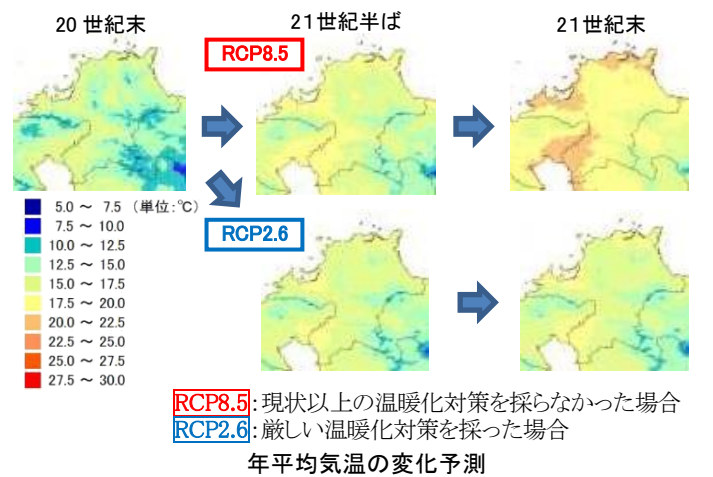 20 世紀末
21世紀半ば
21世紀末
RCP8.5
5.0 ～ 7.5 （単位：℃）
7.5 ～ 10.0
10.0 ～ 12.5
12.5 ～ 15.0
15.0 ～ 17.5
17.5 ～ 20.0
20.0 ～ 22.5
22.5 ～ 25.0
25.0 ～ 27.5
27.5 ～ 30.0
RCP2.6
RCP8.5：現状以上の温暖化対策を採らなかった場合
RCP2.6：厳しい温暖化対策を採った場合
年平均気温の変化予測